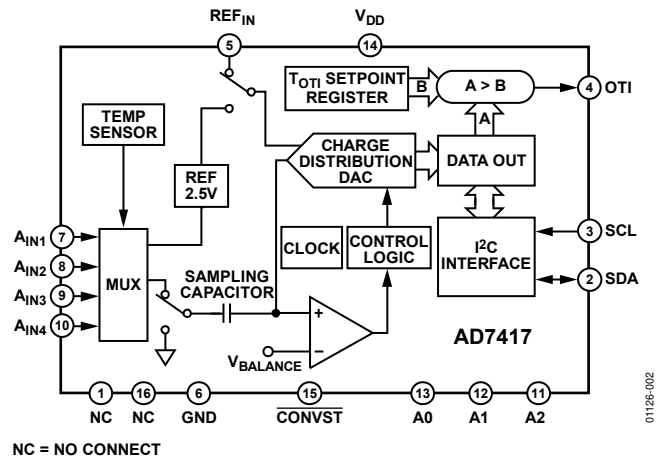 REFIN VDD
5 14
TOTI SETPOINT
REGISTER
B
A > B
4 OTI
A
TEMP
SENSOR
CHARGE
DISTRIBUTION
DAC
DATA OUT
REF
2.5V
AIN1 7
AIN2 8
AIN3 9
AIN4 10
MUX
CLOCK
CONTROL
LOGIC
I2C
INTERFACE
3 SCL
2 SDA
SAMPLING
CAPACITOR
+
–
VBALANCE
AD7417
1 16 6 15 13 12 11
NC NC GND CONVST A0 A1 A2
NC = NO CONNECT
01126-002